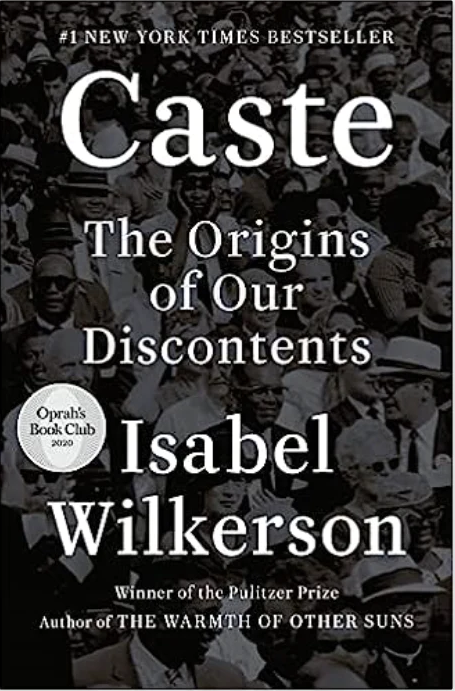 #1 NEW YORK TIMES BESTSELLER
Caste
The Origins
of Our
Discontents
Oprah's
Book Club
2020
Isabel
Wilkerson
Winner of the Pulitzer Prize
Author of THE WARMTH OF OTHER SUNS